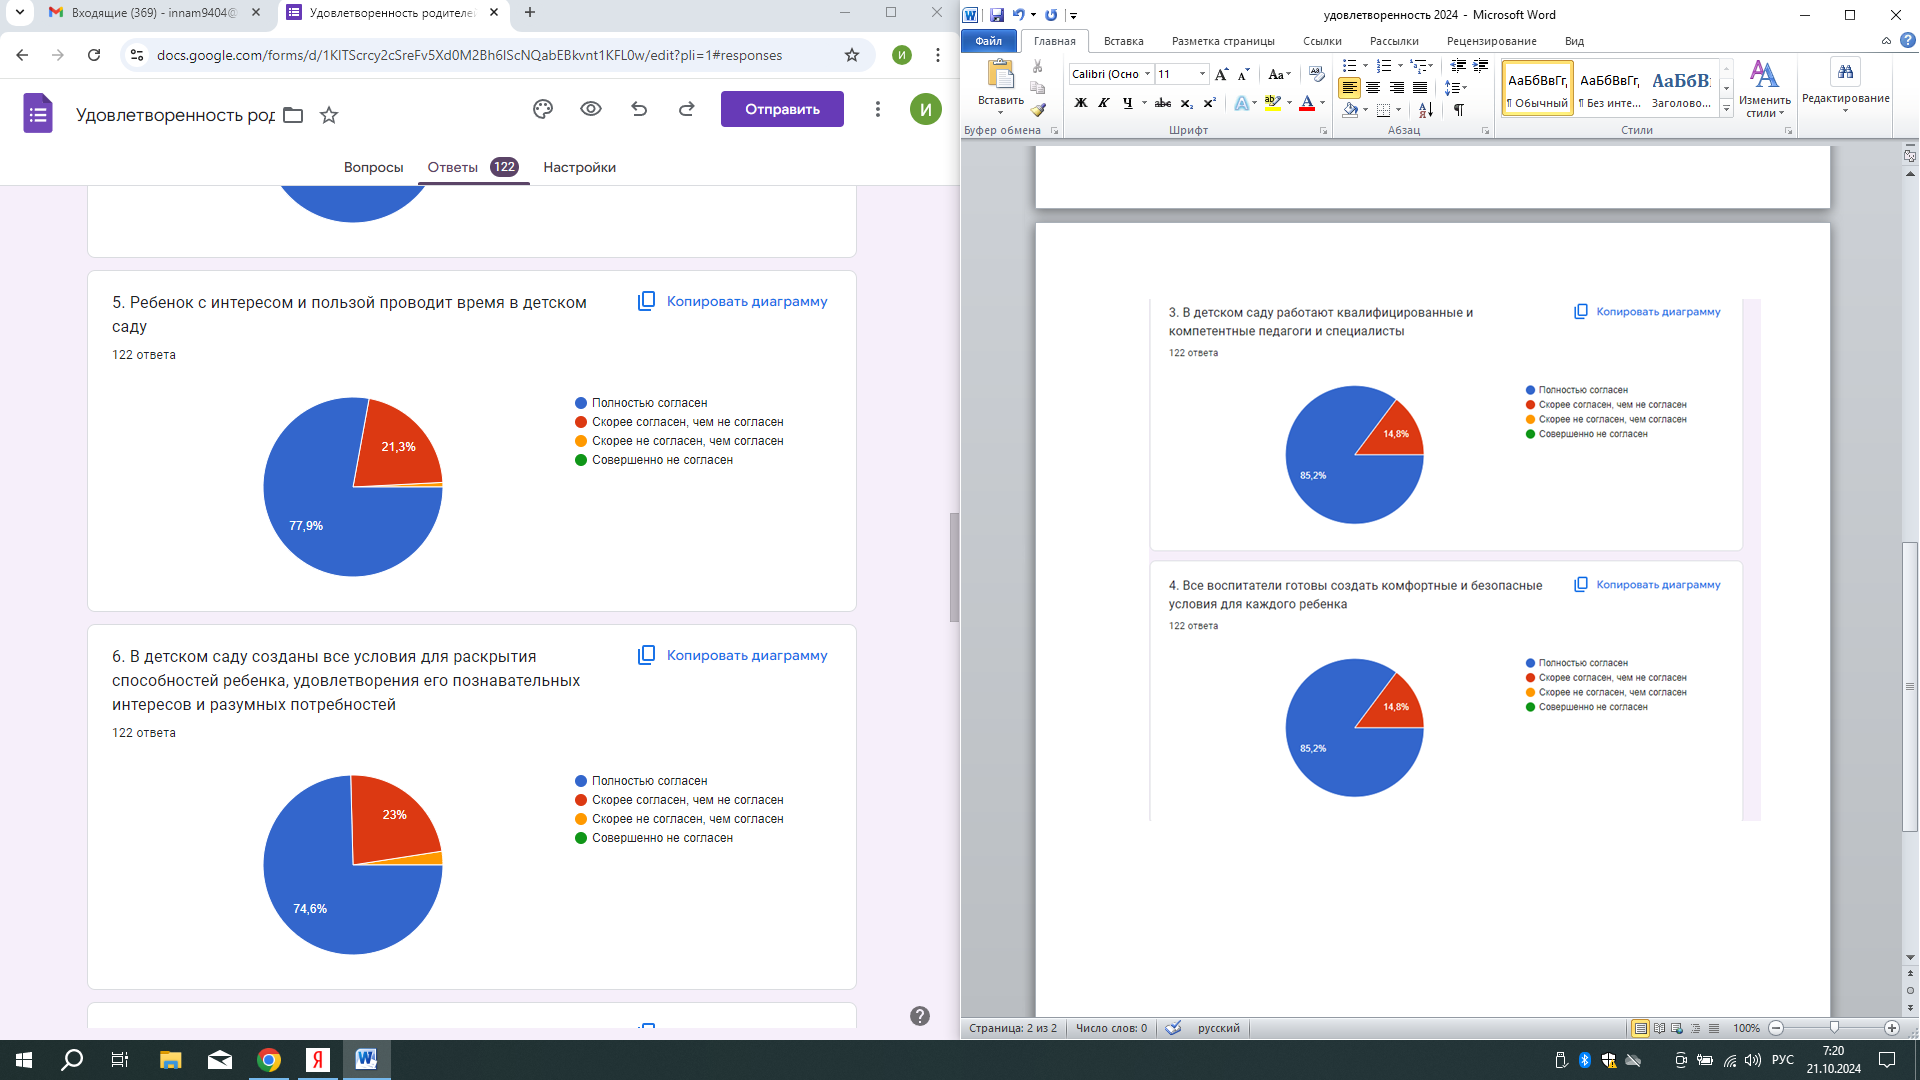 Входящие (369) - innam9404@
Удовлетворенность родителе
docs.google.com/forms/d/1KlTScrcy2cSreFv5Xd0M2Bh6lScNQabEBkvnt1KFL0w/edit?pli=1#responses
И
Удовлетворенность род
Отправить
И
Вопросы
Ответы 122
Настройки
5. Ребенок с интересом и пользой проводит время в детском
саду
Копировать диаграмму
122 ответа
Полностью согласен
Скорее согласен, чем не согласен
Скорее не согласен, чем согласен
Совершенно не согласен
21,3%
77,9%
6. В детском саду созданы все условия для раскрытия
способностей ребенка, удовлетворения его познавательных
интересов и разумных потребностей
Копировать диаграмму
122 ответа
Полностью согласен
Скорее согласен, чем не согласен
Скорее не согласен, чем согласен
Совершенно не согласен
23%
74,6%
удовлетворенность 2024 - Microsoft Word
Файл
Главная
Вставка
Разметка страницы
Ссылки
Рассылки
Рецензирование
Вид
Вставить
Буфер обмена
Calibri (Осно
11
Ж К Ч abc x₂ x²
Шрифт
Абзац
АаБбВвГг,
¶ Обычный
АаБбВвГг,
¶ Без инте...
АаБбВ
Заголово...
Изменить
стили
Стили
Редактирование
3. В детском саду работают квалифицированные и
компетентные педагоги и специалисты
Копировать диаграмму
122 ответа
Полностью согласен
Скорее согласен, чем не согласен
Скорее не согласен, чем согласен
Совершенно не согласен
14,8%
85,2%
4. Все воспитатели готовы создать комфортные и безопасные
условия для каждого ребенка
Копировать диаграмму
122 ответа
Полностью согласен
Скорее согласен, чем не согласен
Скорее не согласен, чем согласен
Совершенно не согласен
14,8%
85,2%
Страница: 2 из 2
Число слов: 0
русский
100%
РУС
7:20
21.10.2024